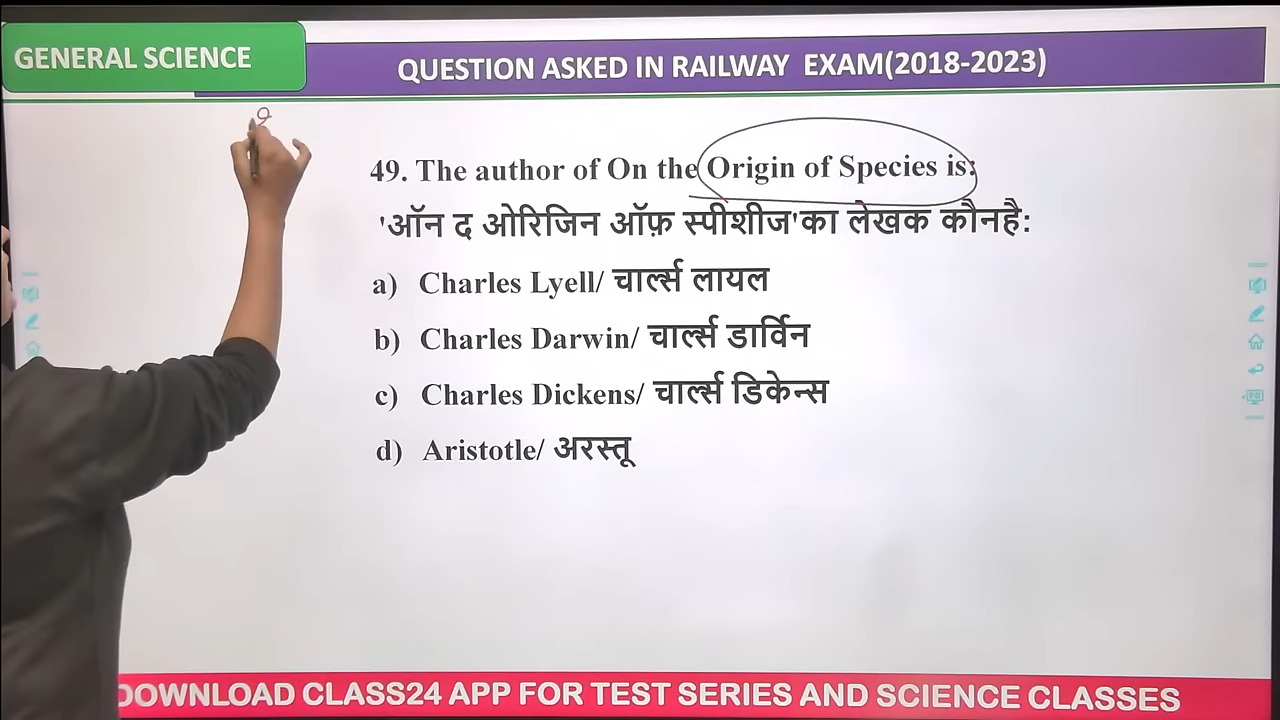 GENERAL SCIENCE
QUESTION ASKED IN RAILWAY EXAM(2018-2023)
49. The author of On the Origin of Species is:
'ऑन द ओरिजिन ऑफ़ स्पीशीज'का लेखक कौनहै:
a) Charles Lyell/ चार्ल्स लायल
b) Charles Darwin/ चार्ल्स डार्विन
c) Charles Dickens/ चार्ल्स डिकेन्स
d) Aristotle/ अरस्तू
DOWNLOAD CLASS24 APP FOR TEST SERIES AND SCIENCE CLASSES